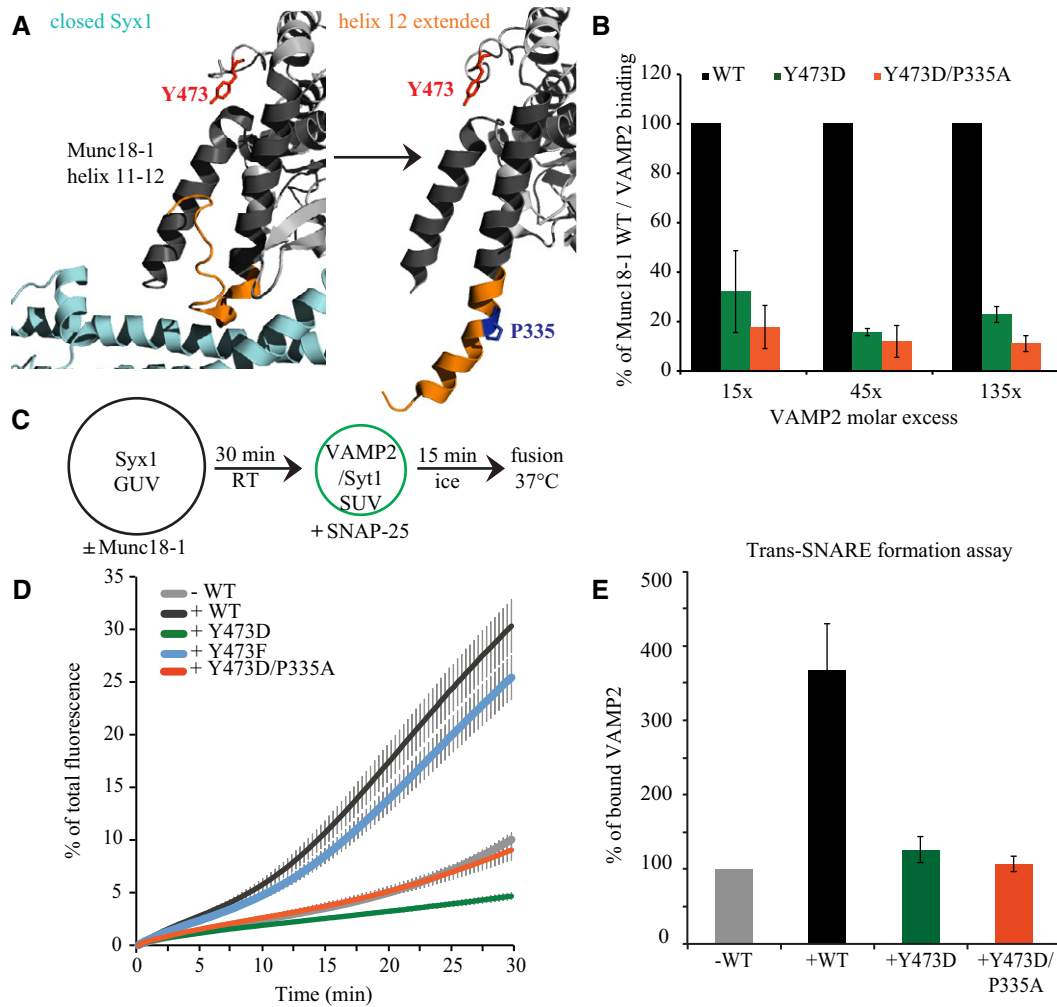 A
closed Syx1
helix 12 extended
Y473
Y473
Munc18-1
helix 11-12
P335
B
WT
Y473D
Y473D/P335A
120
100
80
60
40
20
0
% of Munc18-1 WT / VAMP2 binding
15x
45x
135x
VAMP2 molar excess
C
Syx1
GUV
±Munc18-1
30 min
RT
VAMP2
/Syt1
SUV
+SNAP-25
15 min
ice
fusion
37°C
D
- WT
+ WT
+ Y473D
+ Y473F
+ Y473D/P335A
35
30
25
20
15
10
5
0
% of total fluorescence
0
5
10
15
20
25
30
Time (min)
E
Trans-SNARE formation assay
500
400
300
200
100
0
% of bound VAMP2
-WT
+WT
+Y473D
+Y473D/
P335A